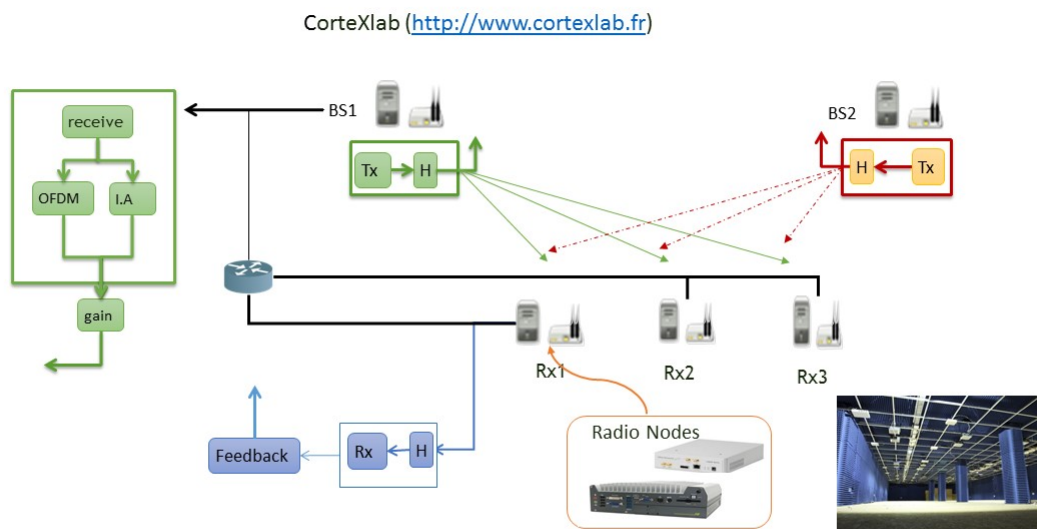 CorteXlab (http://www.cortexlab.fr)
receive
OFDM
I.A
gain
BS1
Tx
H
BS2
H
Tx
Rx1
Rx2
Rx3
Radio Nodes
Feedback
Rx
H